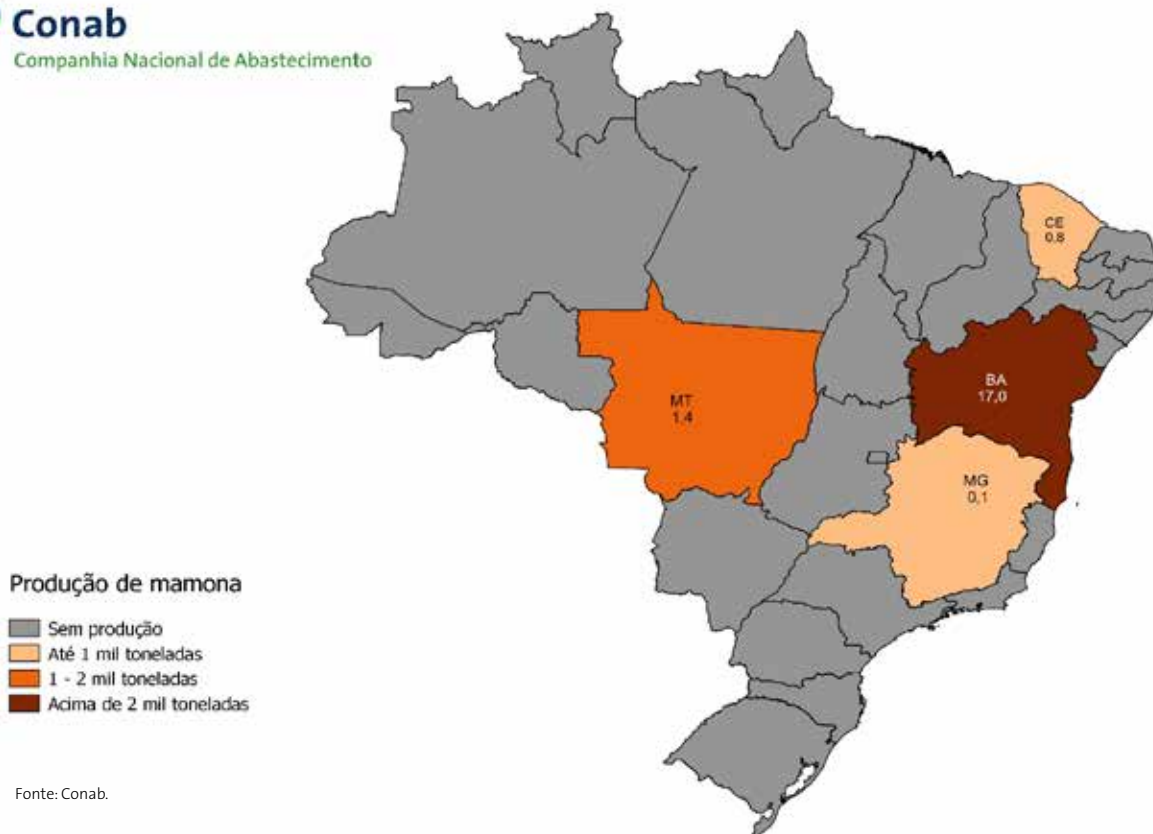 Conab
Companhia Nacional de Abastecimento
CE
0,8
BA
17,0
MT
1,4
MG
0,1
Produção de mamona
Sem produção
Até 1 mil toneladas
1 - 2 mil toneladas
Acima de 2 mil toneladas
Fonte: Conab.